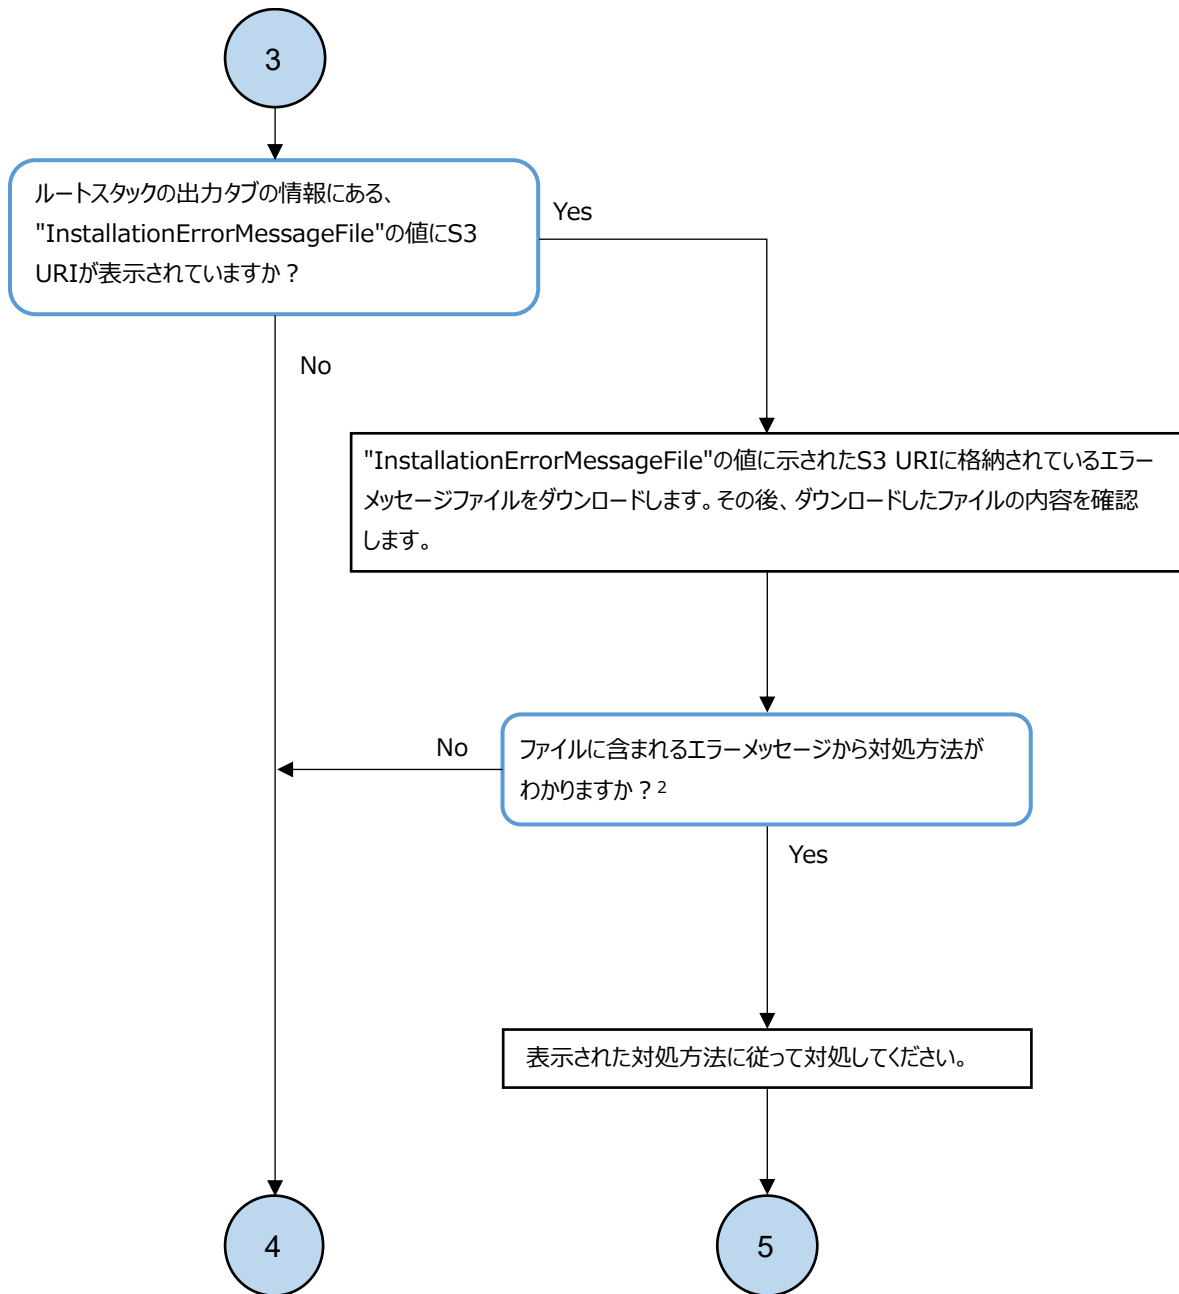 3
ルートスタックの出力タブの情報にある、
"InstallationErrorMessageFile"の値にS3
URIが表示されていますか？
Yes
No
"InstallationErrorMessageFile"の値に示されたS3 URIに格納されているエラー
メッセージファイルをダウンロードします。その後、ダウンロードしたファイルの内容を確認
します。
No
ファイルに含まれるエラーメッセージから対処方法が
わかりますか？2
Yes
表示された対処方法に従って対処してください。
4
5